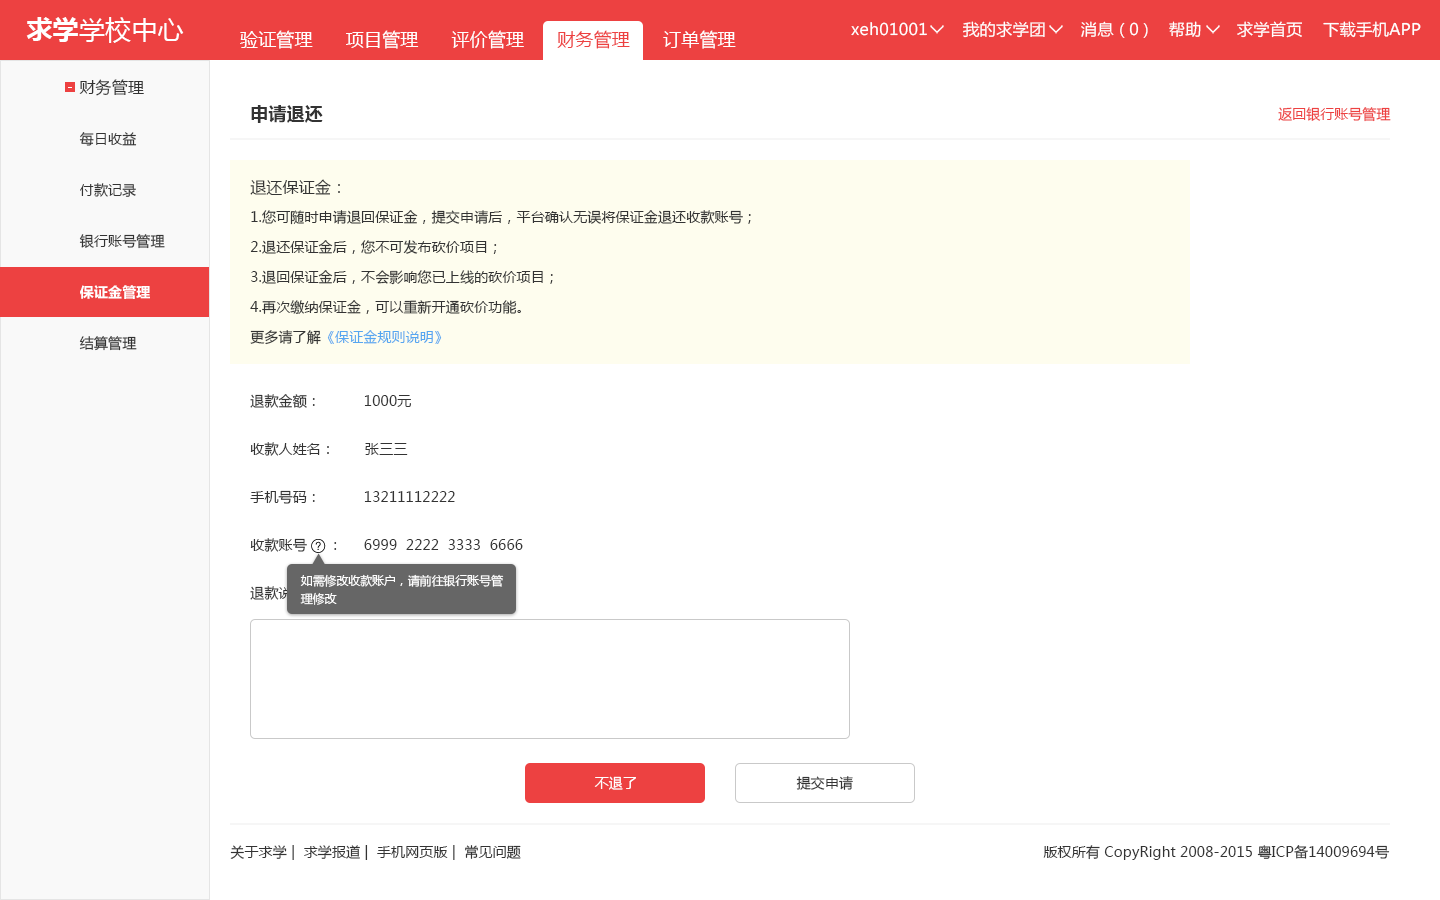 求学学校中心
验证管理 项目管理 评价管理 财务管理 订单管理
xeh01001 我的求学团 消息（0） 帮助 求学首页 下载手机APP
财务管理
每日收益
付款记录
银行账号管理
保证金管理
结算管理
申请退还
返回银行账号管理
退还保证金：
1.您可随时申请退回保证金，提交申请后，平台确认无误将保证金退还收款账号；
2.退还保证金后，您不可发布砍价项目；
3.退回保证金后，不会影响您已上线的砍价项目；
4.再次缴纳保证金，可以重新开通砍价功能。
更多请了解《保证金规则说明》
退款金额： 1000元
收款人姓名： 张三三
手机号码： 13211112222
收款账号 ? ： 6999 2222 3333 6666
如需修改收款账户，请前往银行账号管
理修改
退款
不退了 提交申请
关于求学 | 求学报道 | 手机网页版 | 常见问题
版权所有 CopyRight 2008-2015 粤ICP备14009694号